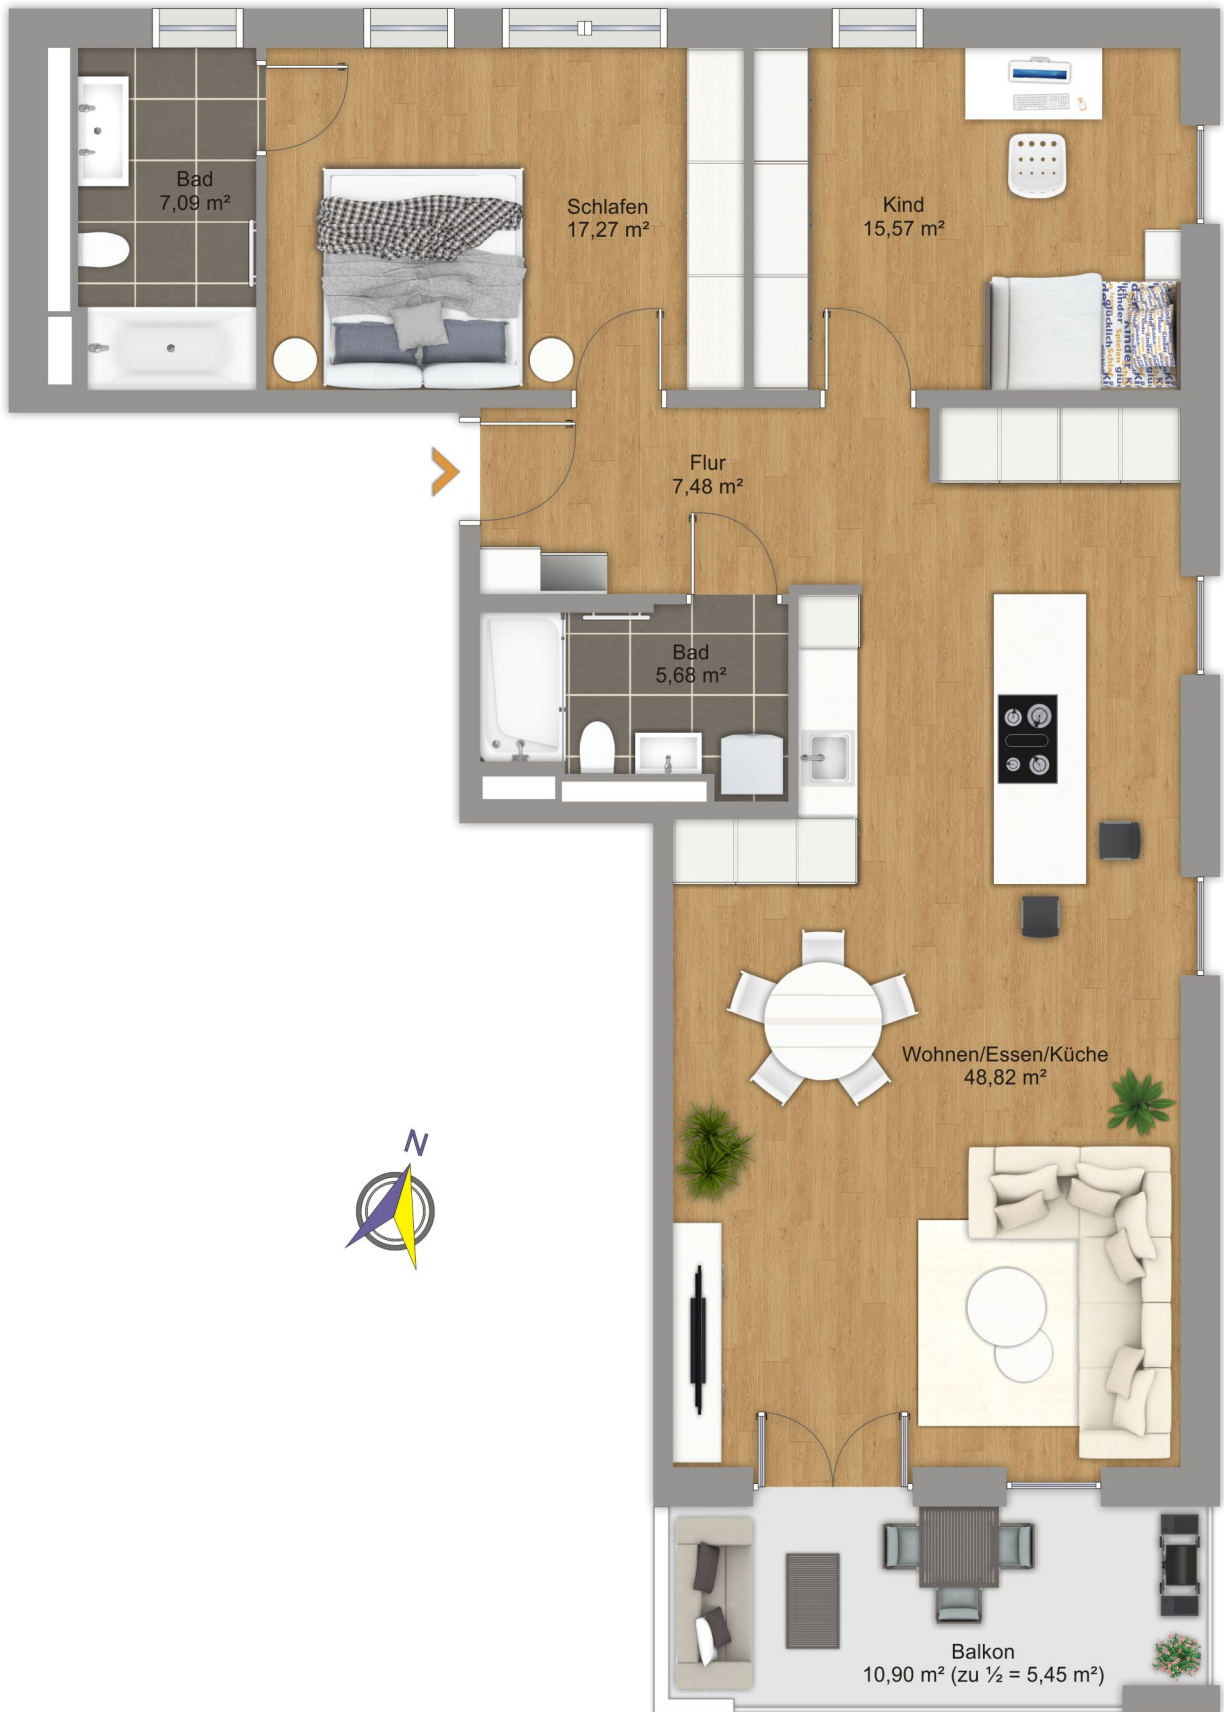 Bad
7,09 m²
Schlafen
17,27 m²
Kind
15,57 m²
Flur
7,48 m²
Bad
5,68 m²
Wohnen/Essen/Küche
48,82 m²
N
Balkon
10,90 m² (zu ½ = 5,45 m²)